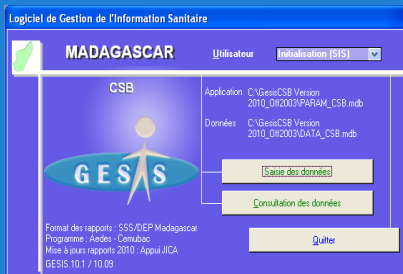 Logiciel de Gestion de l'Information Sanitaire
MADAGASCAR
Utilisateur Initialisation (SIS)
CSB
Application C:\GesisCSB Version
2010_Off2003\PARAM_CSB.mdb
Données C:\GesisCSB Version
2010_Off2003\DATA_CSB.mdb
GESIS
Saisie des données
Consultation des données
Quitter
Format des rapports : SSS/DEP Madagascar
Programme : Aedes - Cemubac
Mise à jours rapports 2010 : Appui JICA
GESIS.10.1 / 10.09